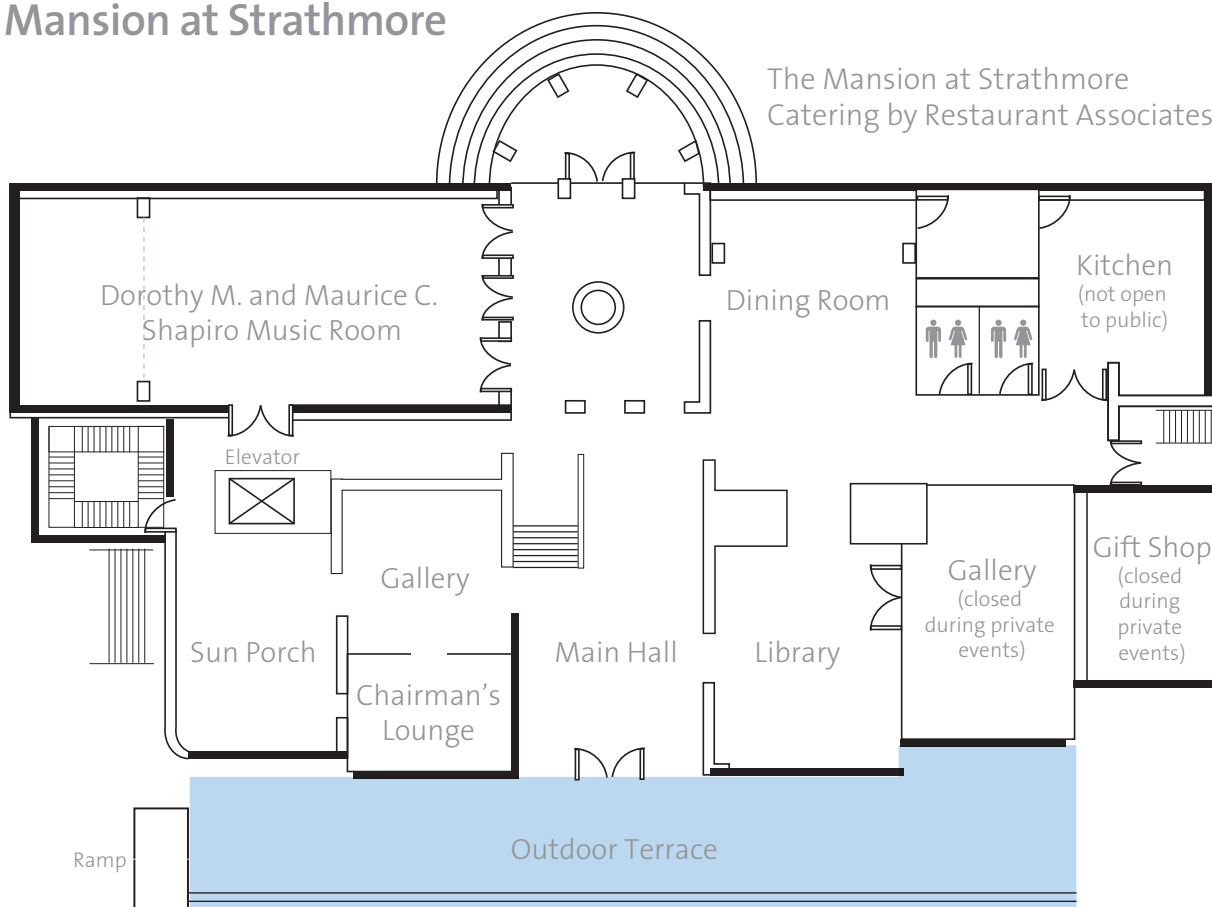 Mansion at Strathmore
The Mansion at Strathmore
Catering by Restaurant Associates
Dorothy M. and Maurice C.
Shapiro Music Room
Dining Room
Kitchen
(not open
to public)
Elevator
Gallery
Sun Porch
Chairman's
Lounge
Main Hall
Library
Gallery
(closed
during private
events)
Gift Shop
(closed
during
private
events)
Outdoor Terrace
Ramp